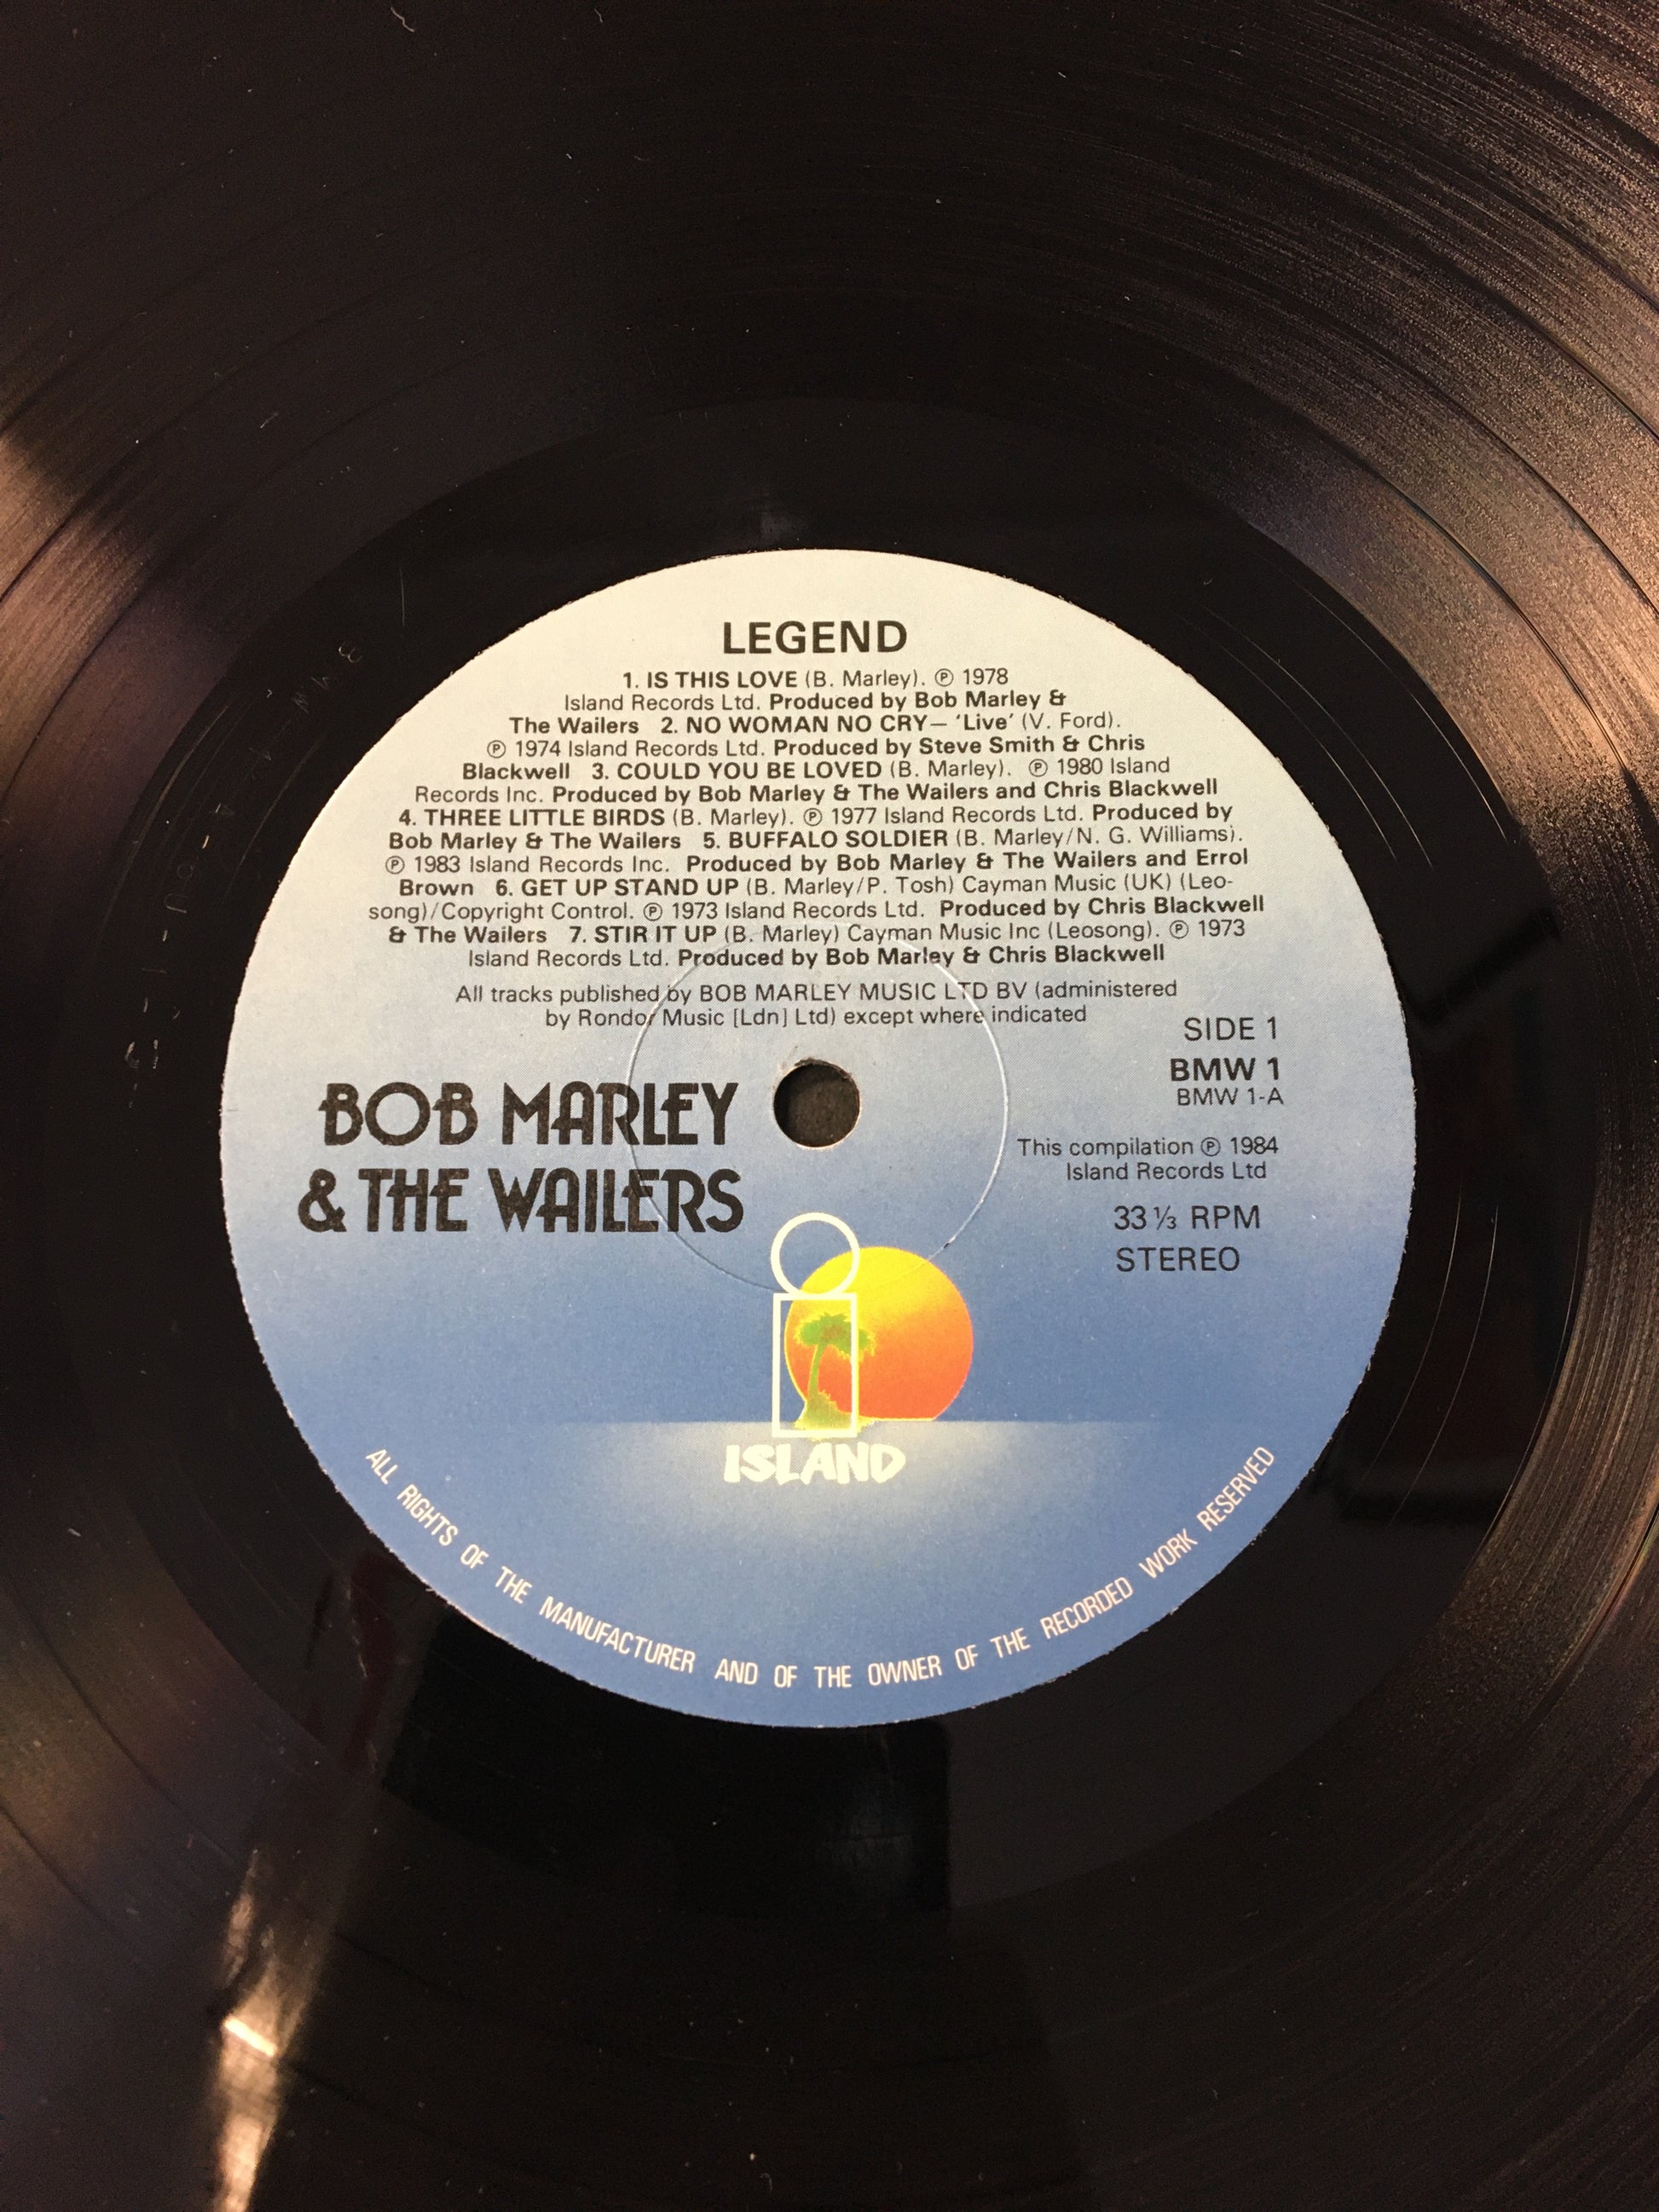 LEGEND
1. IS THIS LOVE (B. Marley). ℗ 1978
Island Records Ltd. Produced by Bob Marley &
The Wailers 2. NO WOMAN NO CRY– ‘Live’ (V. Ford).
℗ 1974 Island Records Ltd. Produced by Steve Smith & Chris
Blackwell 3. COULD YOU BE LOVED (B. Marley). ℗ 1980 Island
Records Inc. Produced by Bob Marley & The Wailers and Chris Blackwell
4. THREE LITTLE BIRDS (B. Marley). ℗ 1977 Island Records Ltd. Produced by
Bob Marley & The Wailers 5. BUFFALO SOLDIER (B. Marley/N. G. Williams).
℗ 1983 Island Records Inc. Produced by Bob Marley & The Wailers and Errol
Brown 6. GET UP STAND UP (B. Marley/P. Tosh) Cayman Music (UK) (Leo-
song)/Copyright Control. ℗ 1973 Island Records Ltd. Produced by Chris Blackwell
& The Wailers 7. STIR IT UP (B. Marley) Cayman Music Inc (Leosong). ℗ 1973
Island Records Ltd. Produced by Bob Marley & Chris Blackwell
All tracks published by BOB MARLEY MUSIC LTD BV (administered
by Rondor Music [Ldn] Ltd) except where indicated
SIDE 1
BMW 1
BMW 1-A
BOB MARLEY
& THE WAILERS
This compilation ℗ 1984
Island Records Ltd
33⅓ RPM
STEREO
ISLAND
ALL RIGHTS OF THE MANUFACTURER AND OF THE OWNER OF THE RECORDED WORK RESERVED